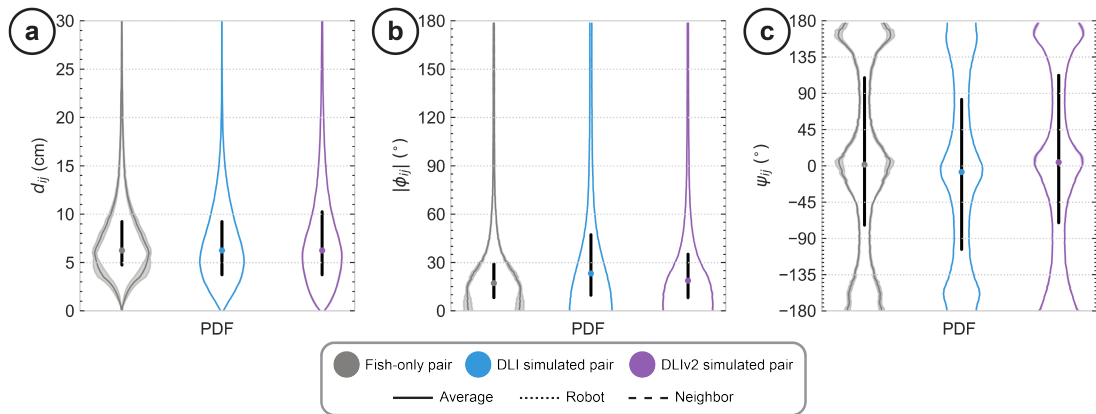 a
30
25
20
15
10
5
0
d_ij (cm)
PDF
b
180
150
120
90
60
30
0
|ϕ_ij| (°)
PDF
c
180
135
90
45
0
−45
−90
−135
−180
ψ_ij (°)
PDF
Fish-only pair DLI simulated pair DLIv2 simulated pair
Average Robot Neighbor